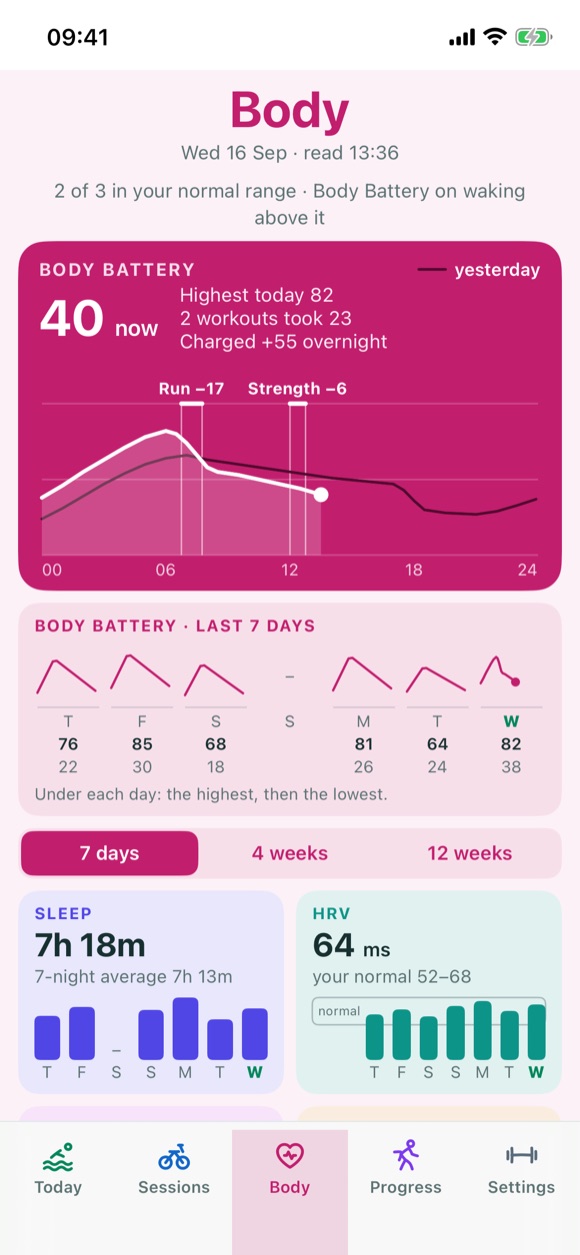 09:41
Body
Wed 16 Sep · read 13:36
2 of 3 in your normal range · Body Battery on waking
above it
BODY BATTERY
yesterday
40 now
Highest today 82
2 workouts took 23
Charged +55 overnight
Run −17 Strength −6
00 06 12 18 24
BODY BATTERY · LAST 7 DAYS
–
T F S S M T W
76 85 68 81 64 82
22 30 18 26 24 38
Under each day: the highest, then the lowest.
7 days 4 weeks 12 weeks
SLEEP
7h 18m
7-night average 7h 13m
–
T F S S M T W
HRV
64 ms
your normal 52–68
normal
T F S S M T W
Today Sessions Body Progress Settings